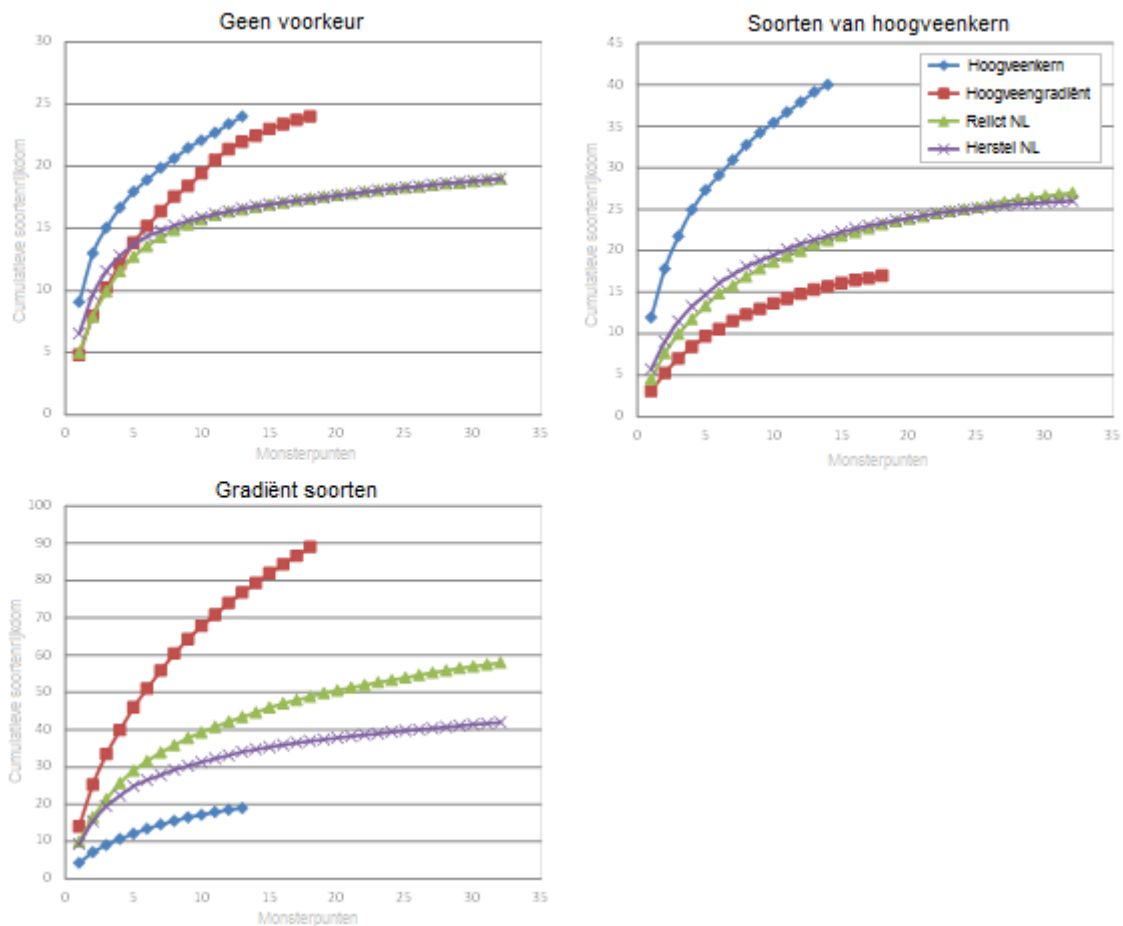 Geen voorkeur
30
25
20
15
10
5
0
0 5 10 15 20 25 30 35
Cumulatieve soortenrijkdom
Monsterpunten
Soorten van hoogveenkern
45
40
35
30
25
20
15
10
5
0
0 5 10 15 20 25 30 35
Cumulatieve soortenrijkdom
Monsterpunten
Hoogveenkern
Hoogveengradiënt
Relict NL
Herstel NL
Gradiënt soorten
100
90
80
70
60
50
40
30
20
10
0
0 5 10 15 20 25 30 35
Cumulatieve soortenrijkdom
Monsterpunten